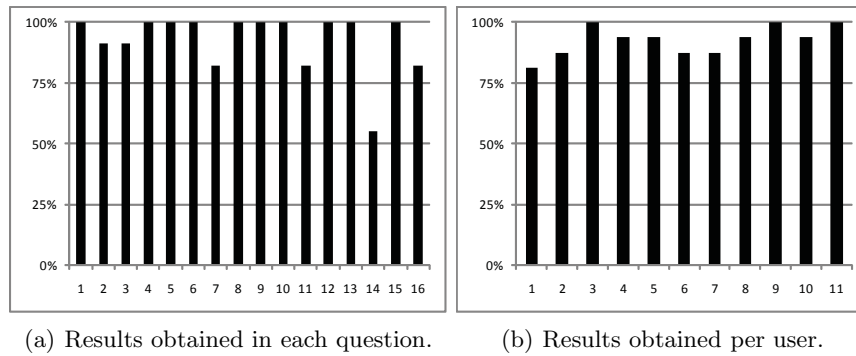 100%
75%
50%
25%
0%
1 2 3 4 5 6 7 8 9 10 11 12 13 14 15 16
(a) Results obtained in each question.
100%
75%
50%
25%
0%
1 2 3 4 5 6 7 8 9 10 11
(b) Results obtained per user.